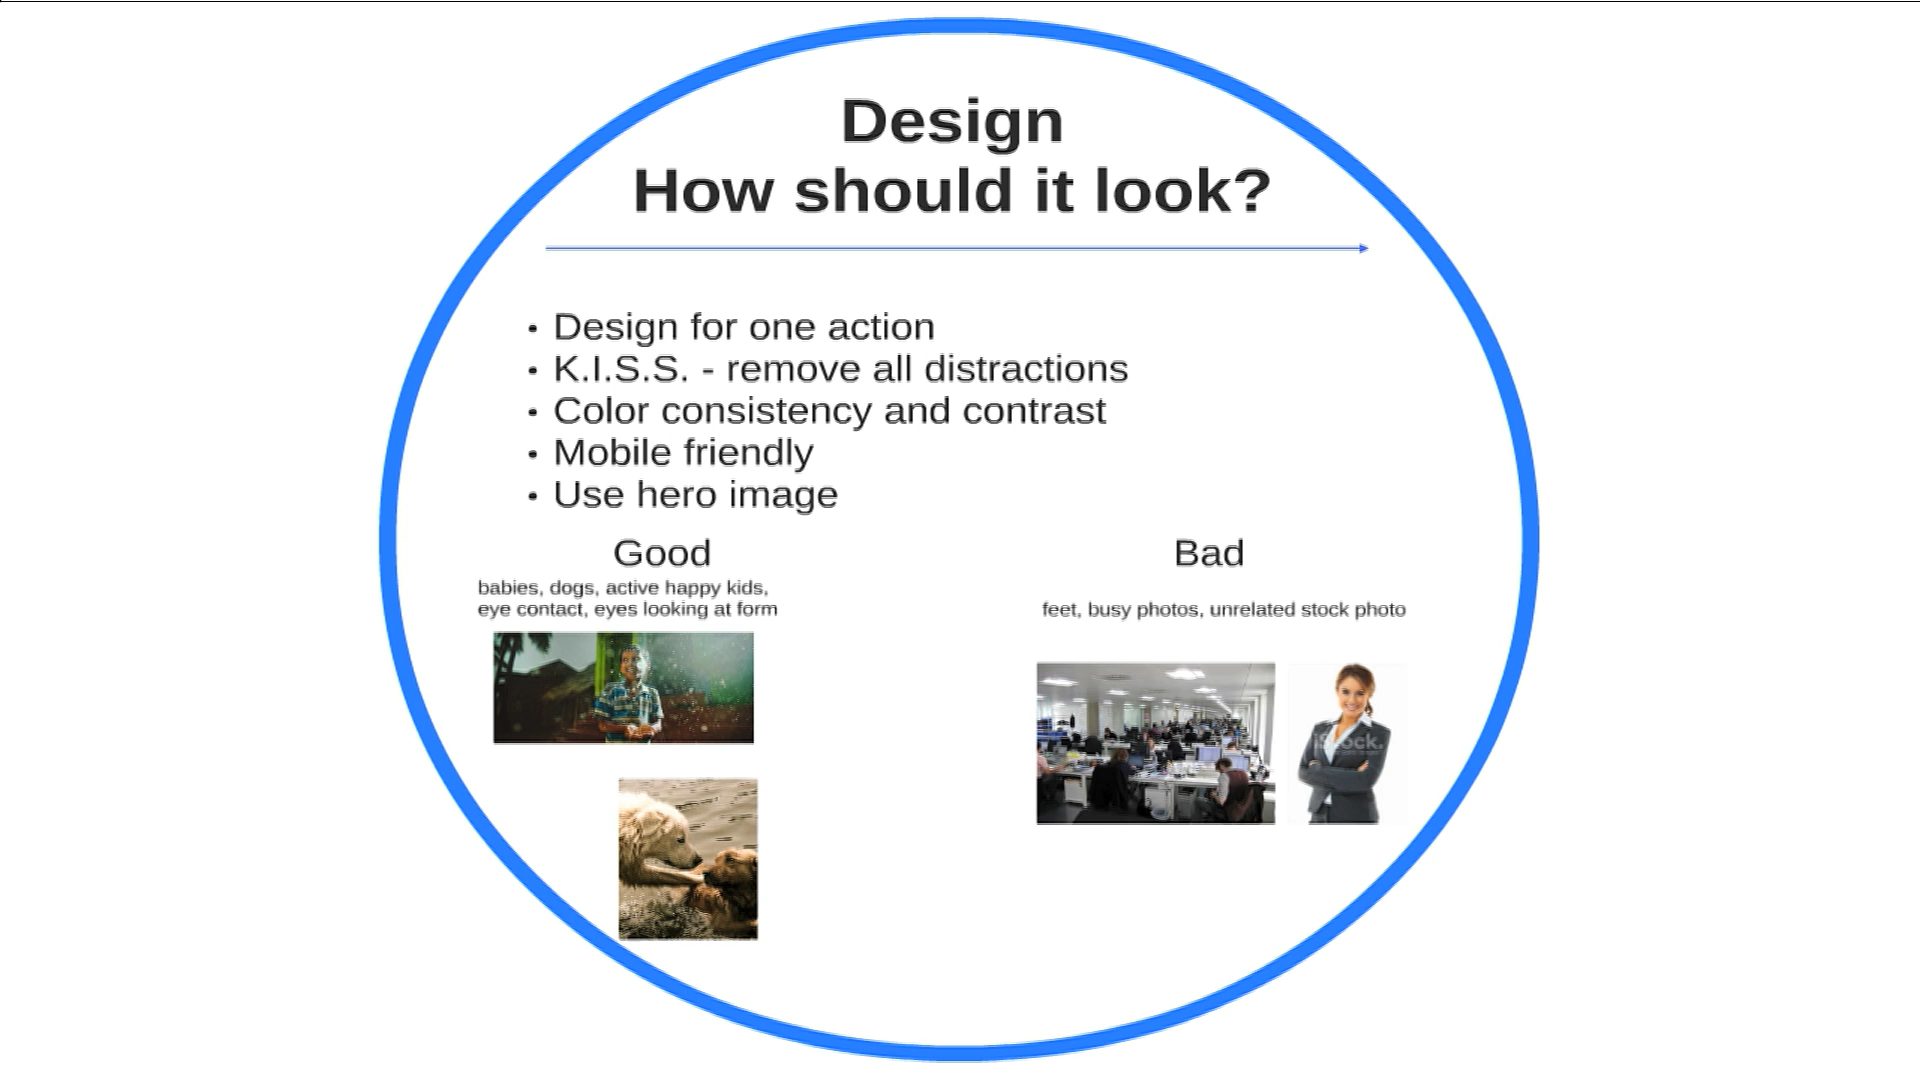 Design
How should it look?
• Design for one action
• K.I.S.S. - remove all distractions
• Color consistency and contrast
• Mobile friendly
• Use hero image
Good
babies, dogs, active happy kids,
eye contact, eyes looking at form
Bad
feet, busy photos, unrelated stock photo
iStock.